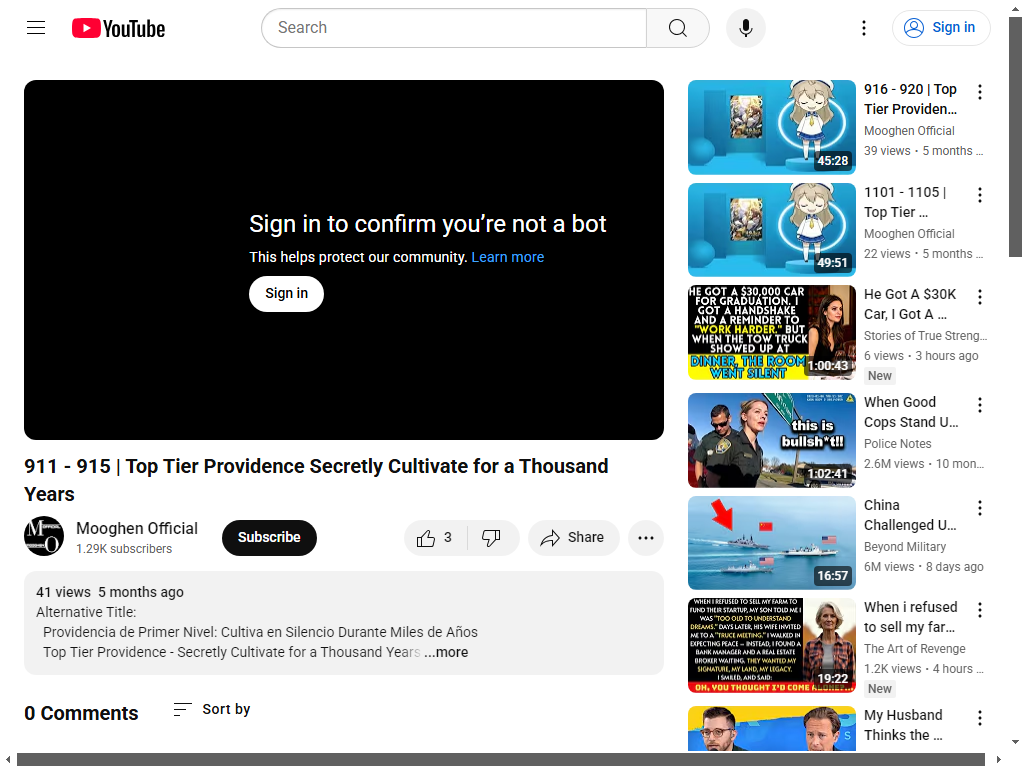 YouTube
Search
Sign in
Sign in to confirm you're not a bot
This helps protect our community. Learn more
Sign in
911 - 915 | Top Tier Providence Secretly Cultivate for a Thousand
Years
Mooghen Official
1.29K subscribers
Subscribe
3
Share
41 views 5 months ago
Alternative Title:
Providencia de Primer Nivel: Cultiva en Silencio Durante Miles de Años
Top Tier Providence - Secretly Cultivate for a Thousand Years ...more
0 Comments
Sort by
45:28
916 - 920 | Top
Tier Providen...
Mooghen Official
39 views • 5 months ...
49:51
1101 - 1105 |
Top Tier ...
Mooghen Official
22 views • 5 months ...
HE GOT A $30,000 CAR
FOR GRADUATION. I
GOT A HANDSHAKE
AND A REMINDER TO
"WORK HARDER." BUT
WHEN THE TOW TRUCK
SHOWED UP AT
DINNER, THE ROOM
WENT SILENT
1:00:43
He Got A $30K
Car, I Got A ...
Stories of True Streng...
6 views • 3 hours ago
New
this is
bullsh*t!!
1:02:41
When Good
Cops Stand U...
Police Notes
2.6M views • 10 mon...
16:57
China
Challenged U...
Beyond Military
6M views • 8 days ago
WHEN I REFUSED TO SELL MY FARM TO
FUND THEIR STARTUP, MY SON TOLD ME I
WAS "TOO OLD TO UNDERSTAND
DREAMS." DAYS LATER, HIS WIFE INVITED
ME TO A "TRUCE MEETING." I WALKED IN
EXPECTING PEACE — INSTEAD, I FOUND A
BANK MANAGER AND A REAL ESTATE
BROKER WAITING. THEY WANTED MY
SIGNATURE, MY LAND, MY LEGACY.
I SMILED, AND SAID:
OH, YOU THOUGHT I'D COME
19:22
When i refused
to sell my far...
The Art of Revenge
1.2K views • 4 hours ...
New
My Husband
Thinks the ...